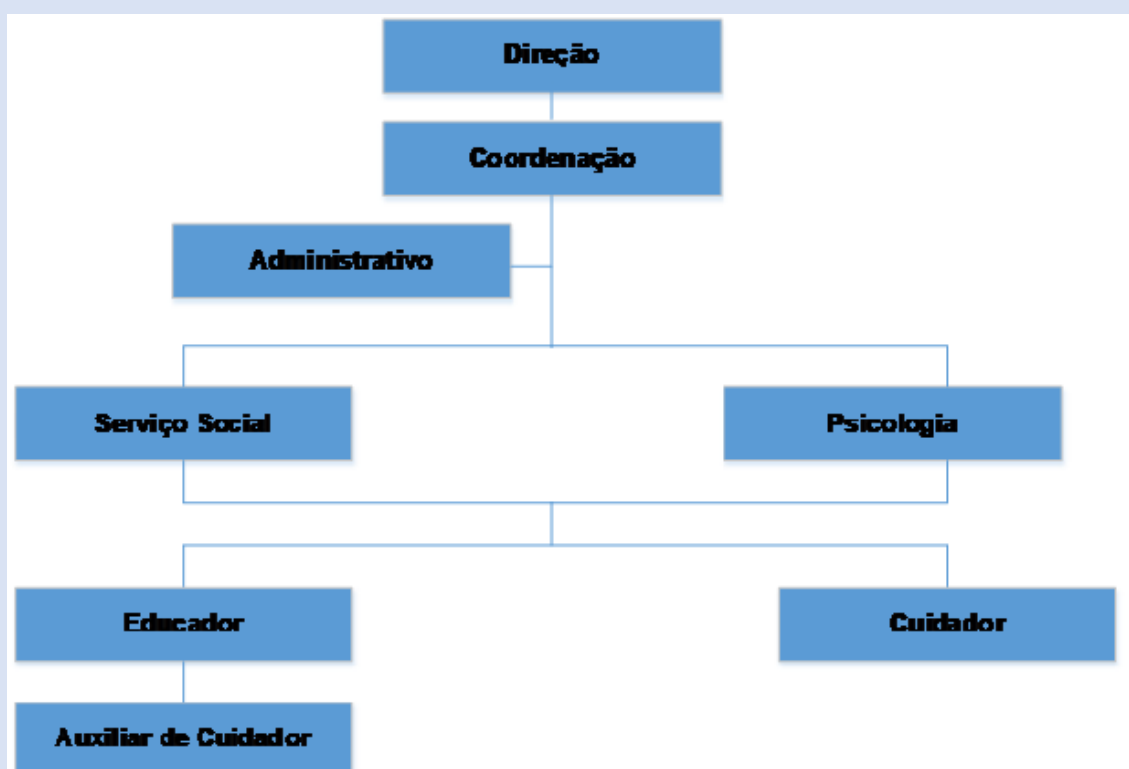 Direção
Coordenação
Administrativo
Serviço Social
Psicologia
Educador
Cuidador
Auxiliar de Cuidador